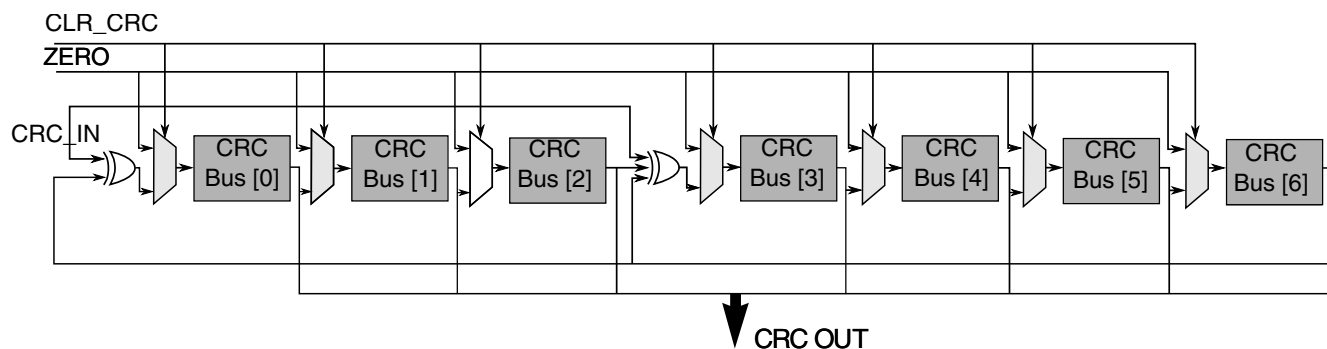 CLR_CRC
ZERO
CRC_IN
CRC
Bus [0]
CRC
Bus [1]
CRC
Bus [2]
CRC
Bus [3]
CRC
Bus [4]
CRC
Bus [5]
CRC
Bus [6]
CRC OUT